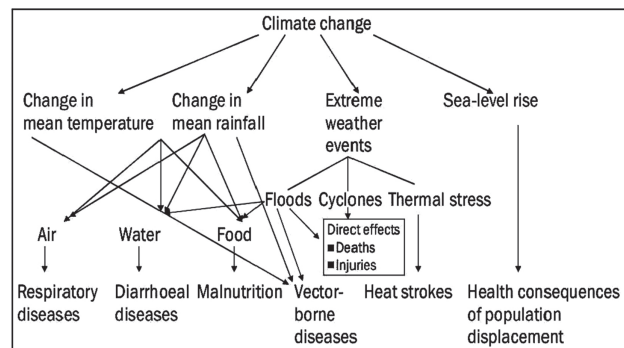 Climate change
Change in
mean temperature
Change in
mean rainfall
Extreme
weather
events
Sea-level rise
Floods
Cyclones
Thermal stress
Air
Water
Food
Direct effects
■Deaths
■Injuries
Respiratory
diseases
Diarrhoeal
diseases
Malnutrition
Vector-
borne
diseases
Heat strokes
Health consequences
of population
displacement